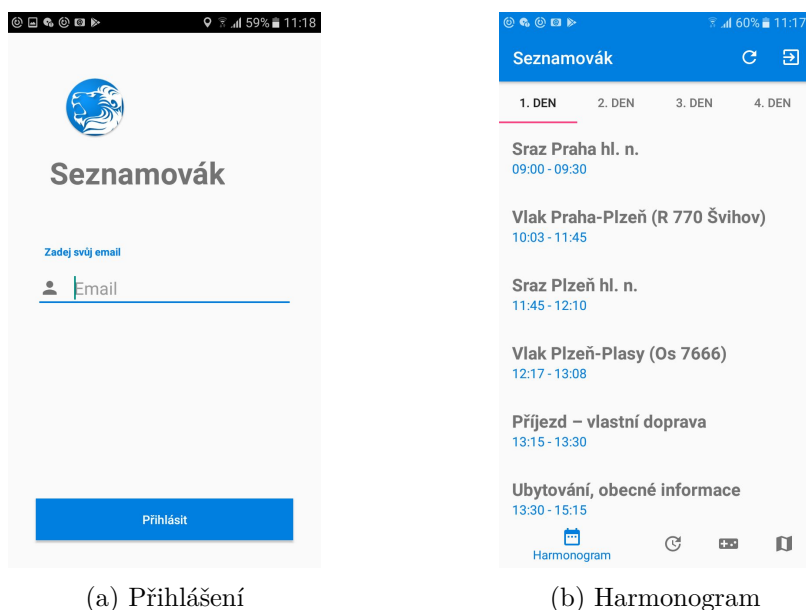 59% 11:18
Seznamovák
Zadej svůj email
Email
Přihlásit
(a) Přihlášení
60% 11:17
Seznamovák
1. DEN 2. DEN 3. DEN 4. DEN
Sraz Praha hl. n.
09:00 - 09:30
Vlak Praha-Plzeň (R 770 Švihov)
10:03 - 11:45
Sraz Plzeň hl. n.
11:45 - 12:10
Vlak Plzeň-Plasy (Os 7666)
12:17 - 13:08
Příjezd – vlastní doprava
13:15 - 13:30
Ubytování, obecné informace
13:30 - 15:15
Harmonogram
(b) Harmonogram